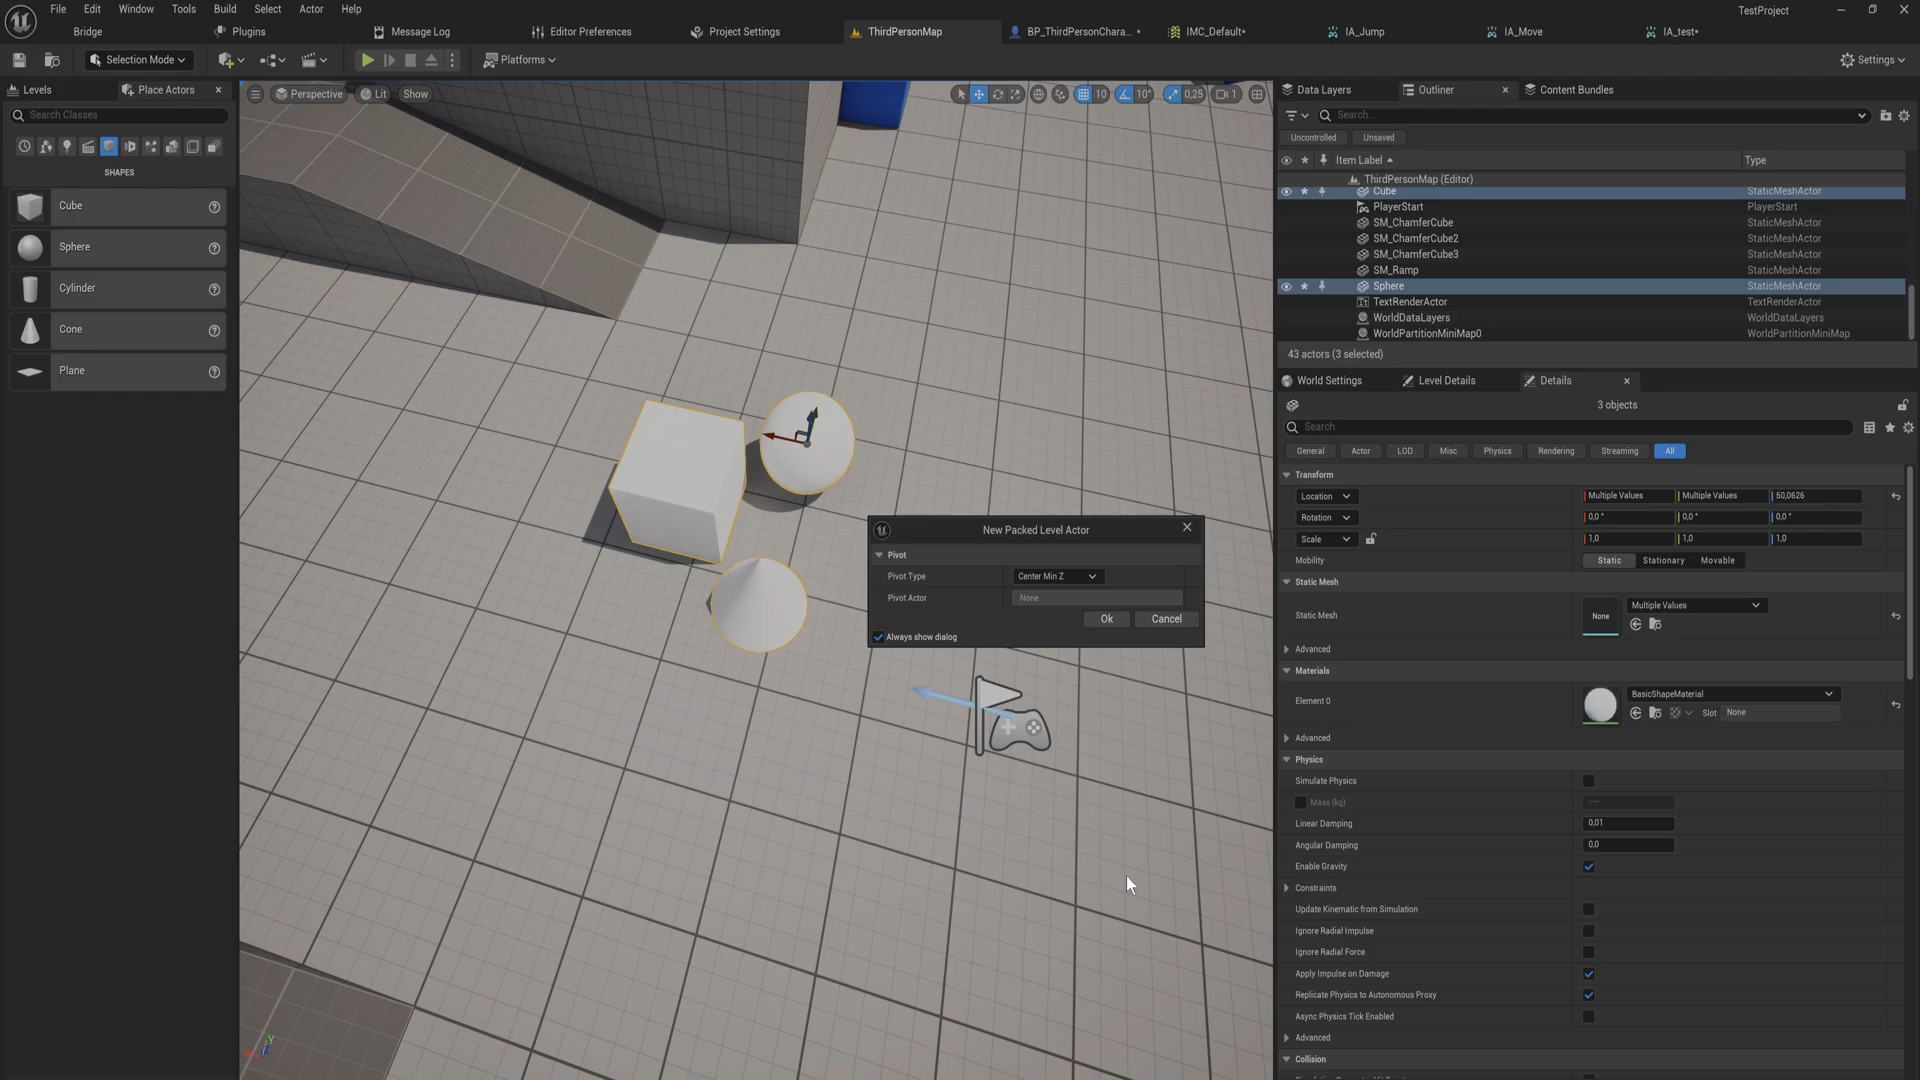 File Edit Window Tools Build Select Actor Help
TestProject
Bridge Plugins Message Log Editor Preferences Project Settings ThirdPersonMap BP_ThirdPersonChara... • IMC_Default* IA_Jump IA_Move IA_test*
Selection Mode Platforms Settings
Levels Place Actors
Search Classes
SHAPES
Cube
Sphere
Cylinder
Cone
Plane
Perspective Lit Show 10 10° 0,25 1
Data Layers Outliner Content Bundles
Search...
Uncontrolled Unsaved
Item Label Type
ThirdPersonMap (Editor)
Cube StaticMeshActor
PlayerStart PlayerStart
SM_ChamferCube StaticMeshActor
SM_ChamferCube2 StaticMeshActor
SM_ChamferCube3 StaticMeshActor
SM_Ramp StaticMeshActor
Sphere StaticMeshActor
TextRenderActor TextRenderActor
WorldDataLayers WorldDataLayers
WorldPartitionMiniMap0 WorldPartitionMiniMap
43 actors (3 selected)
World Settings Level Details Details
3 objects
Search
General Actor LOD Misc Physics Rendering Streaming All
Transform
Location Multiple Values Multiple Values 50,0626
Rotation 0,0 ° 0,0 ° 0,0 °
Scale 1,0 1,0 1,0
Mobility Static Stationary Movable
Static Mesh
Static Mesh None Multiple Values
Advanced
Materials
Element 0 BasicShapeMaterial
Slot None
Advanced
Physics
Simulate Physics
Mass (kg) ---
Linear Damping 0,01
Angular Damping 0,0
Enable Gravity
Constraints
Update Kinematic from Simulation
Ignore Radial Impulse
Ignore Radial Force
Apply Impulse on Damage
Replicate Physics to Autonomous Proxy
Async Physics Tick Enabled
Advanced
Collision
New Packed Level Actor
Pivot
Pivot Type Center Min Z
Pivot Actor None
Ok Cancel
Always show dialog
Y